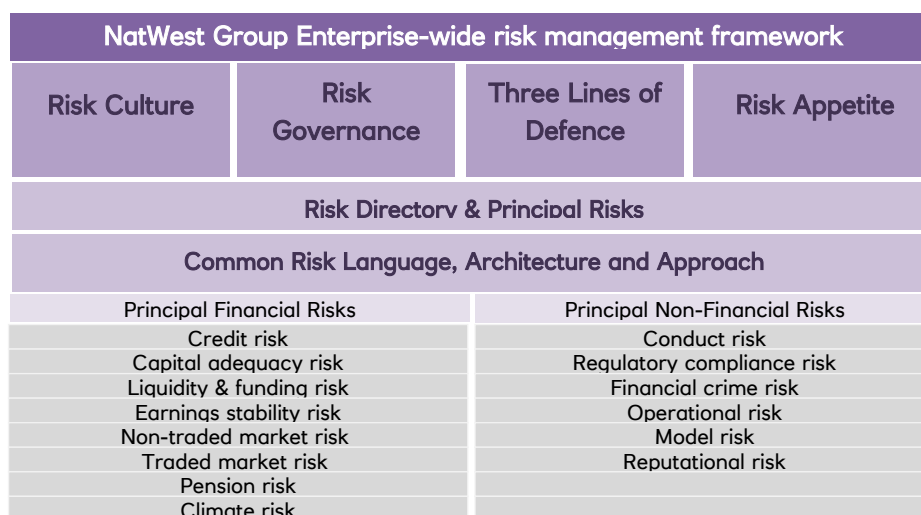 NatWest Group Enterprise-wide risk management framework
Risk Culture
Risk
Governance
Three Lines of
Defence
Risk Appetite
Risk Directory & Principal Risks
Common Risk Language, Architecture and Approach
Principal Financial Risks
Principal Non-Financial Risks
Credit risk
Conduct risk
Capital adequacy risk
Regulatory compliance risk
Liquidity & funding risk
Financial crime risk
Earnings stability risk
Operational risk
Non-traded market risk
Model risk
Traded market risk
Reputational risk
Pension risk
Climate risk